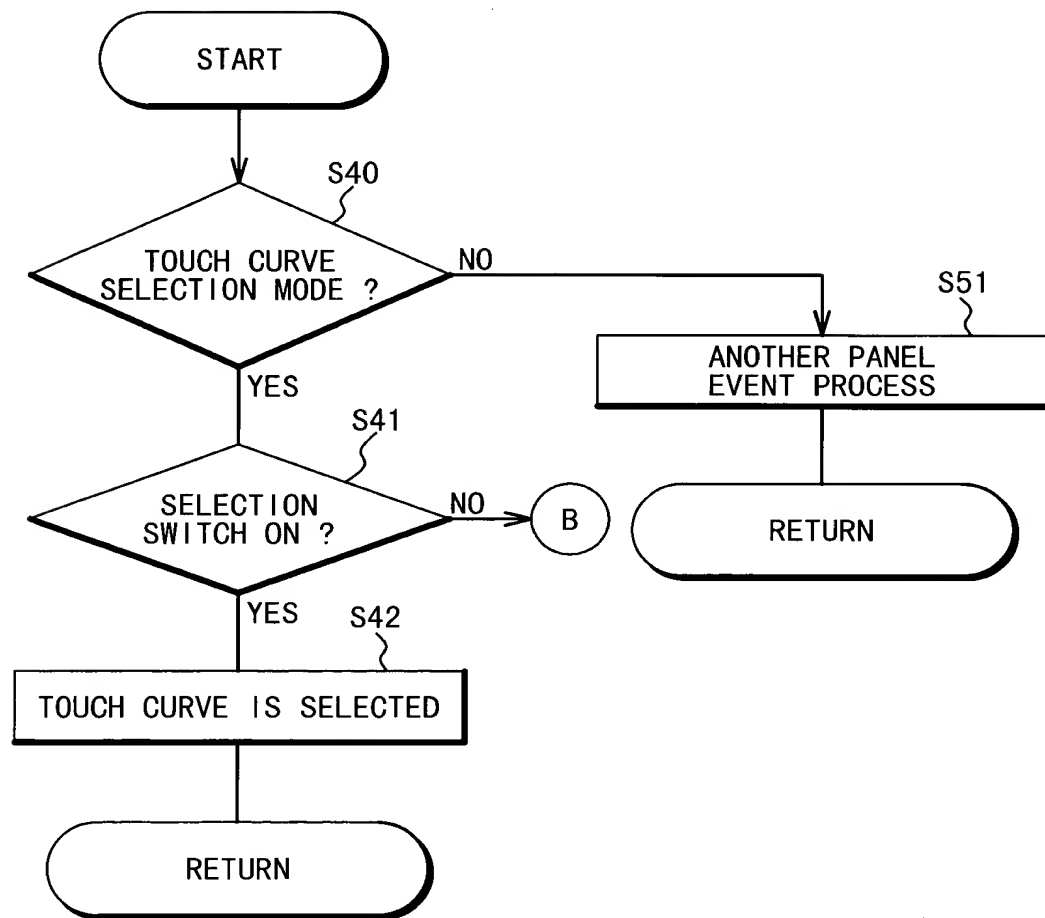 START
S40
TOUCH CURVE
SELECTION MODE ?
NO
YES
S51
ANOTHER PANEL
EVENT PROCESS
RETURN
S41
SELECTION
SWITCH ON ?
NO
B
YES
S42
TOUCH CURVE IS SELECTED
RETURN